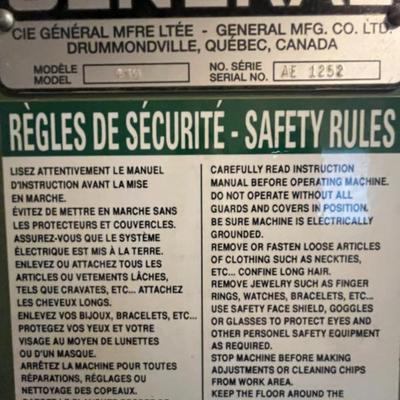 GENERAL
CIE GÉNÉRAL MFRE LTÉE - GENERAL MFG. CO. LTD.
DRUMMONDVILLE, QUÉBEC, CANADA
MODÈLE
MODEL
NO. SÉRIE
SERIAL NO. AE 1252
RÈGLES DE SÉCURITÉ - SAFETY RULES
LISEZ ATTENTIVEMENT LE MANUEL
D'INSTRUCTION AVANT LA MISE
EN MARCHE.
ÉVITEZ DE METTRE EN MARCHE SANS
LES PROTECTEURS ET COUVERCLES.
ASSUREZ-VOUS QUE LE SYSTÈME
ÉLECTRIQUE EST MIS À LA TERRE.
ENLEVEZ OU ATTACHEZ TOUS LES
ARTICLES OU VETEMENTS LÂCHES,
TELS QUE CRAVATES, ETC... ATTACHEZ
LES CHEVEUX LONGS.
ENLEVEZ VOS BIJOUX, BRACELETS, ETC...
PROTEGEZ VOS YEUX ET VOTRE
VISAGE AU MOYEN DE LUNETTES
OU D'UN MASQUE.
ARRÊTEZ LA MACHINE POUR TOUTES
RÉPARATIONS, RÉGLAGES OU
NETTOYAGE DES COPEAUX.
CAREFULLY READ INSTRUCTION
MANUAL BEFORE OPERATING MACHINE.
DO NOT OPERATE WITHOUT ALL
GUARDS AND COVERS IN POSITION.
BE SURE MACHINE IS ELECTRICALLY
GROUNDED.
REMOVE OR FASTEN LOOSE ARTICLES
OF CLOTHING SUCH AS NECKTIES,
ETC... CONFINE LONG HAIR.
REMOVE JEWELRY SUCH AS FINGER
RINGS, WATCHES, BRACELETS, ETC...
USE SAFETY FACE SHIELD, GOGGLES
OR GLASSES TO PROTECT EYES AND
OTHER PERSONEL SAFETY EQUIPMENT
AS REQUIRED.
STOP MACHINE BEFORE MAKING
ADJUSTMENTS OR CLEANING CHIPS
FROM WORK AREA.
KEEP THE FLOOR AROUND THE